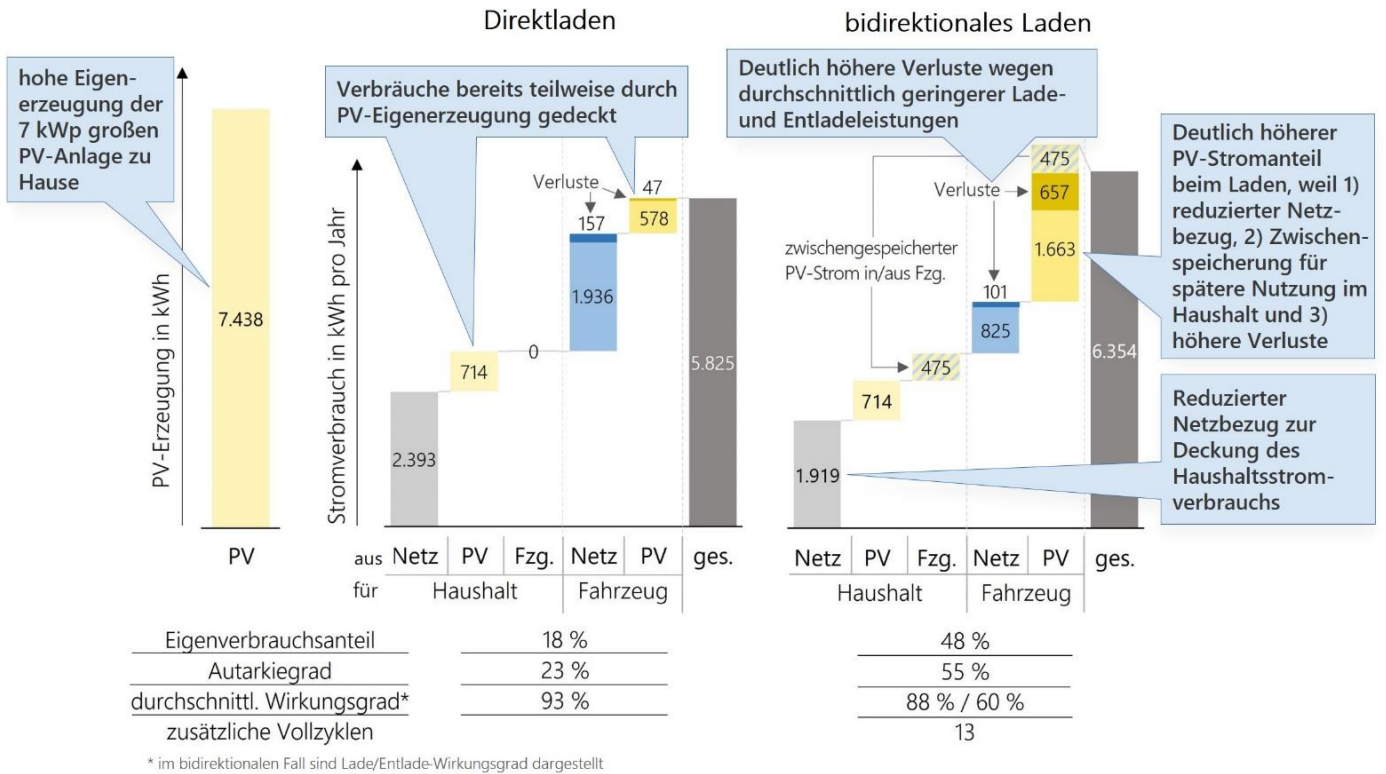 Direktladen
bidirektionales Laden
hohe Eigen-
erzeugung der
7 kWp großen
PV-Anlage zu
Hause
Verbräuche bereits teilweise durch
PV-Eigenerzeugung gedeckt
Deutlich höhere Verluste wegen
durchschnittlich geringerer Lade-
und Entladeleistungen
Deutlich höherer
PV-Stromanteil
beim Laden, weil 1)
reduzierter Netz-
bezug, 2) Zwischen-
speicherung für
spätere Nutzung im
Haushalt und 3)
höhere Verluste
Reduzierter
Netzbezug zur
Deckung des
Haushaltsstrom-
verbrauchs
PV-Erzeugung in kWh
7.438
PV
Stromverbrauch in kWh pro Jahr
2.393
714
0
Verluste
157
1.936
47
578
5.825
zwischengespeicherter
PV-Strom in/aus Fzg.
1.919
714
475
Verluste
101
825
475
657
1.663
6.354
aus Netz PV Fzg. Netz PV ges.
für Haushalt Fahrzeug
Netz PV Fzg. Netz PV ges.
Haushalt Fahrzeug
Eigenverbrauchsanteil 18 % 48 %
Autarkiegrad 23 % 55 %
durchschnittl. Wirkungsgrad* 93 % 88 % / 60 %
zusätzliche Vollzyklen 13
* im bidirektionalen Fall sind Lade/Entlade-Wirkungsgrad dargestellt